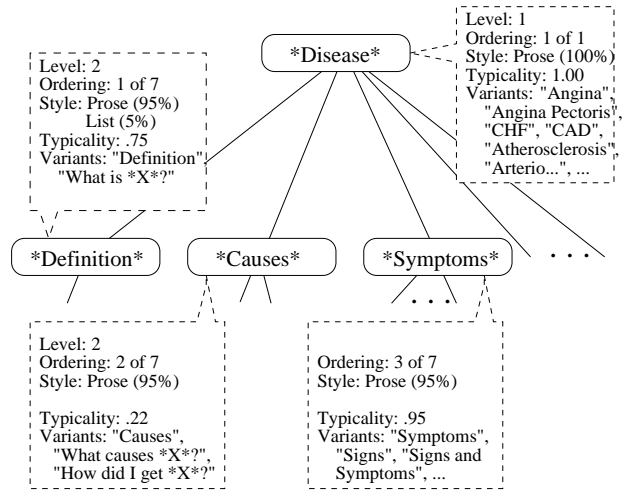 *Disease*
Level: 1
Ordering: 1 of 1
Style: Prose (100%)
Typicality: 1.00
Variants: "Angina",
"Angina Pectoris",
"CHF", "CAD",
"Atherosclerosis",
"Arterio...", ...
Level: 2
Ordering: 1 of 7
Style: Prose (95%)
List (5%)
Typicality: .75
Variants: "Definition",
"What is *X*?"
*Definition*
*Causes*
*Symptoms*
. . .
. . .
Level: 2
Ordering: 2 of 7
Style: Prose (95%)
Typicality: .22
Variants: "Causes",
"What causes *X*?",
"How did I get *X*?"
Ordering: 3 of 7
Style: Prose (95%)
Typicality: .95
Variants: "Symptoms",
"Signs", "Signs and
Symptoms", ...